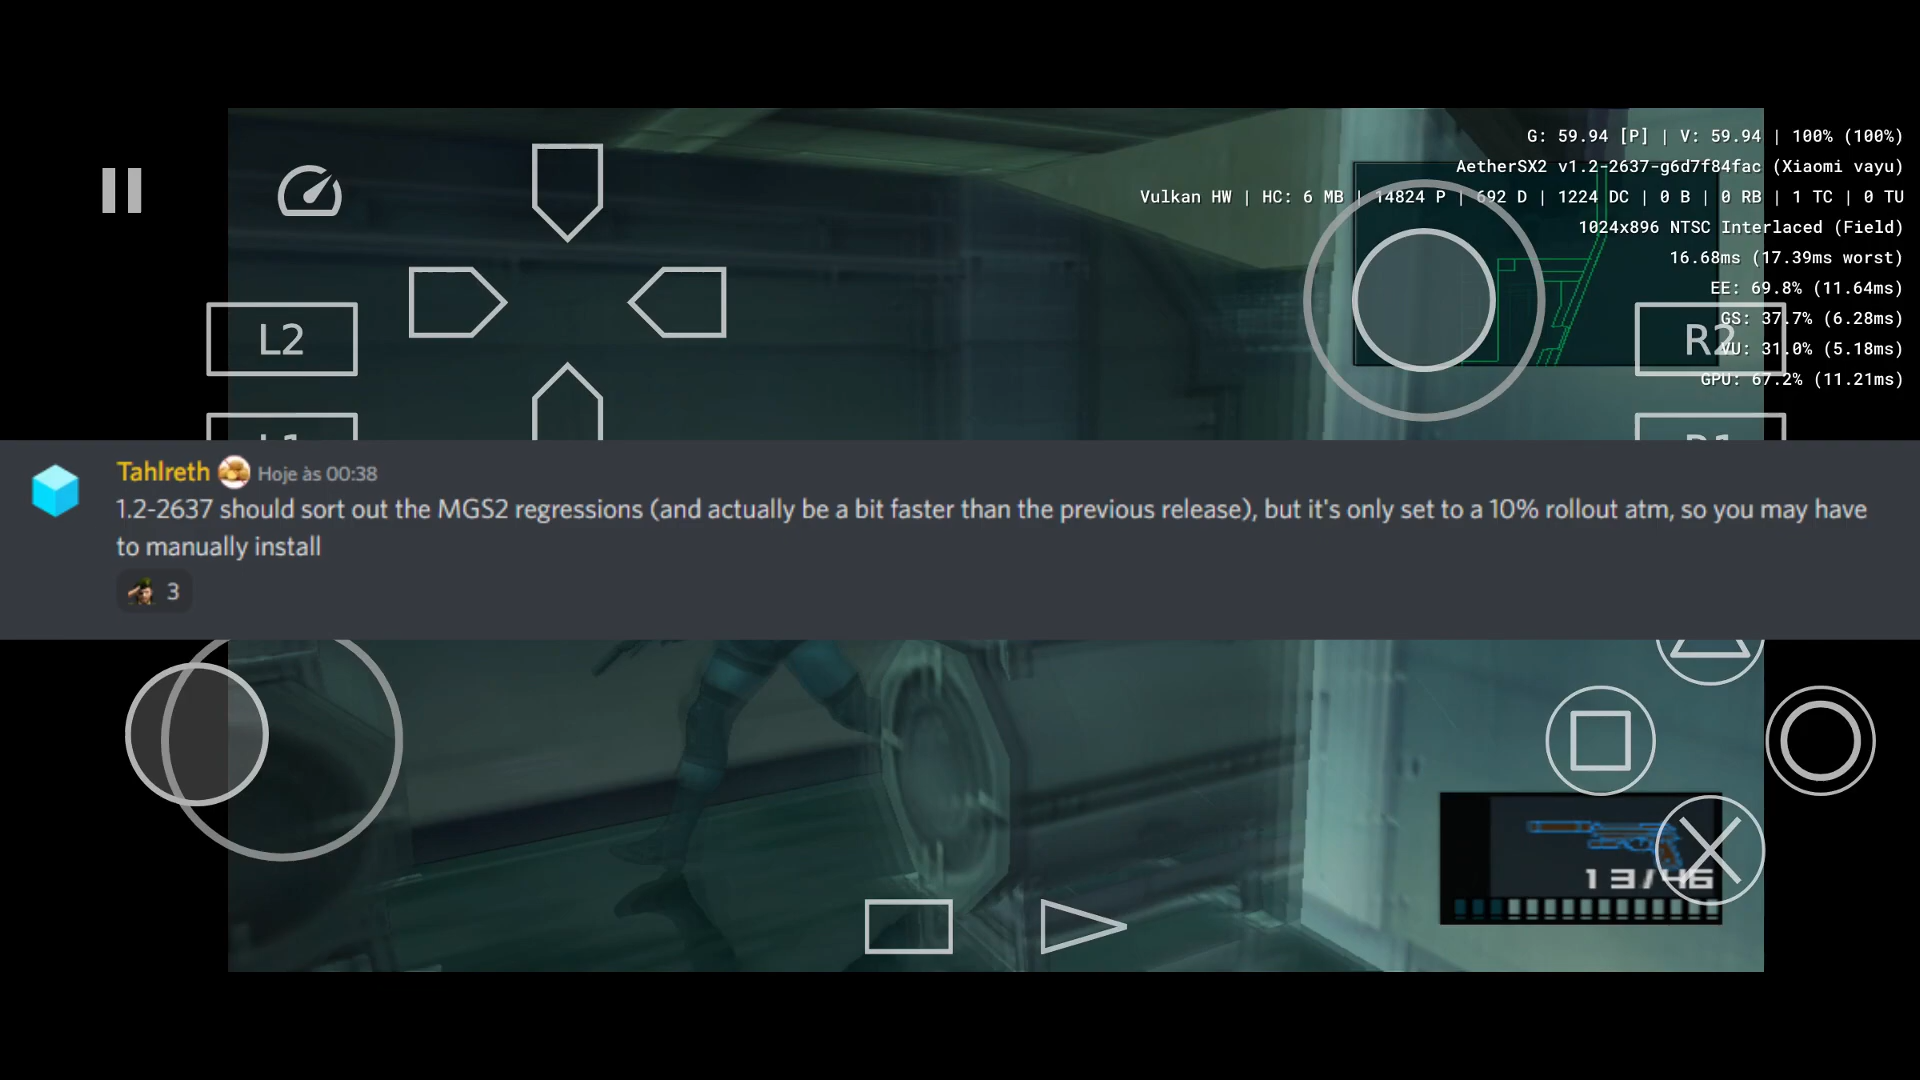 G: 59.94 [P] | V: 59.94 | 100% (100%)
AetherSX2 v1.2-2637-g6d7f84fac (Xiaomi vayu)
Vulkan HW | HC: 6 MB | 14824 P | 692 D | 1224 DC | 0 B | 0 RB | 1 TC | 0 TU
1024x896 NTSC Interlaced (Field)
16.68ms (17.39ms worst)
EE: 69.8% (11.64ms)
GS: 37.7% (6.28ms)
L2
R2
VU: 31.0% (5.18ms)
GPU: 67.2% (11.21ms)
L1
R1
Tahlreth Hoje às 00:38
1.2-2637 should sort out the MGS2 regressions (and actually be a bit faster than the previous release), but it's only set to a 10% rollout atm, so you may have
to manually install
3
13/46